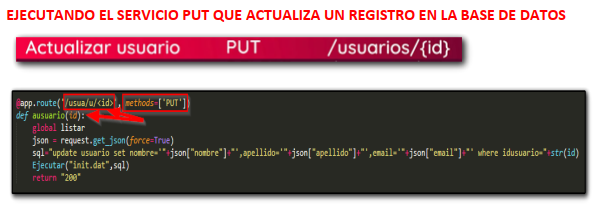 EJECUTANDO EL SERVICIO PUT QUE ACTUALIZA UN REGISTRO EN LA BASE DE DATOS
Actualizar usuario PUT /usuarios/{id}
@app.route('/usua/u/<id>', methods=['PUT'])
def ausuario(id):
global listar
json = request.get_json(force=True)
sql="update usuario set nombre='"+json["nombre"]+"',apellido='"+json["apellido"]+"',email='"+json["email"]+"' where idusuario="+str(id)
Ejecutar("init.dat",sql)
return "200"